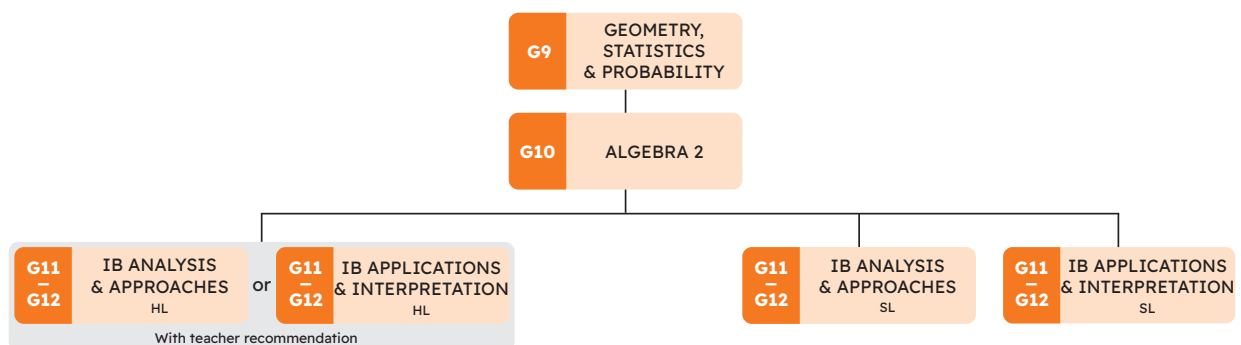 G9
GEOMETRY,
STATISTICS
& PROBABILITY
G10
ALGEBRA 2
G11
–
G12
IB ANALYSIS
& APPROACHES
HL
or
G11
–
G12
IB APPLICATIONS
& INTERPRETATION
HL
With teacher recommendation
G11
–
G12
IB ANALYSIS
& APPROACHES
SL
G11
–
G12
IB APPLICATIONS
& INTERPRETATION
SL